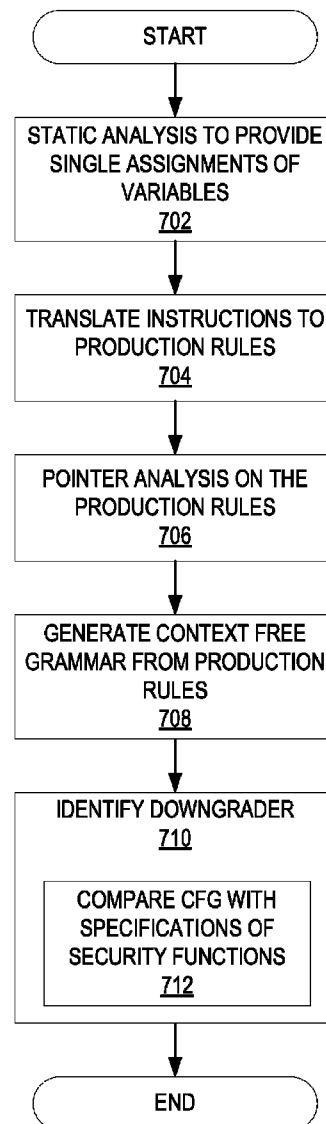 START
STATIC ANALYSIS TO PROVIDE
SINGLE ASSIGNMENTS OF
VARIABLES
702
TRANSLATE INSTRUCTIONS TO
PRODUCTION RULES
704
POINTER ANALYSIS ON THE
PRODUCTION RULES
706
GENERATE CONTEXT FREE
GRAMMAR FROM PRODUCTION
RULES
708
IDENTIFY DOWNGRADER
710
COMPARE CFG WITH
SPECIFICATIONS OF
SECURITY FUNCTIONS
712
END